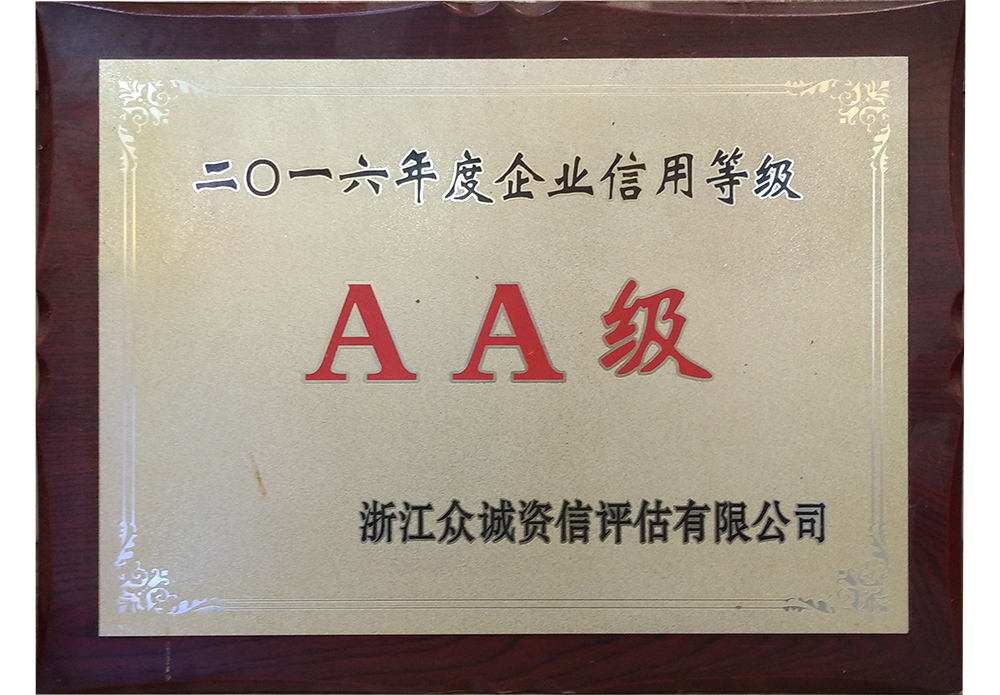 二〇一六年度企业信用等级
AA级
浙江众诚资信评估有限公司